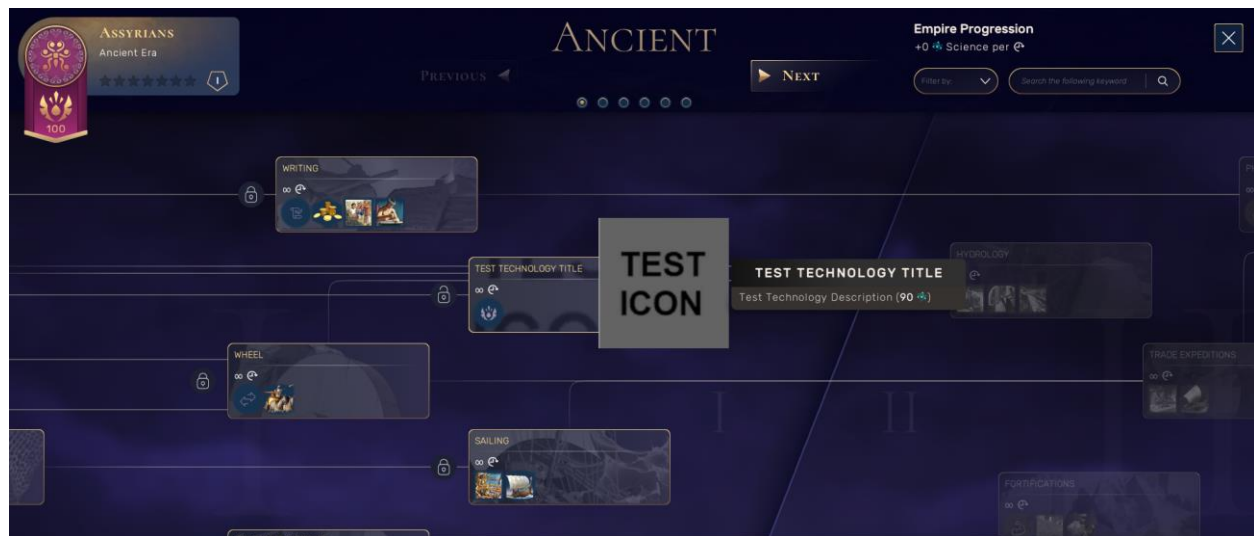 ASSYRIANS
Ancient Era
I
100
ANCIENT
PREVIOUS
NEXT
Empire Progression
+0 Science per
Filter by:
Search the following keyword
WRITING
∞
TEST TECHNOLOGY TITLE
∞
TEST
ICON
TEST TECHNOLOGY TITLE
Test Technology Description (90)
HYDROLOGY
WHEEL
∞
TRADE EXPEDITIONS
∞
I
II
SAILING
∞
FORTIFICATIONS
∞